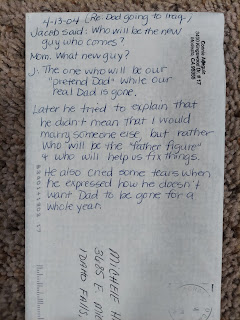 4-13-04 (Re: Dad going to Iraq)
Jacob said: Who will be the new
guy who comes?
Mom: What new guy?
J: The one who will be our
"pretend Dad" while our
real Dad is gone.
Later he tried to explain that
he didn't mean that I would
marry someone else, but rather
who will be the "father figure"
& who will help us fix things.
He also cried some tears when
he expressed how he doesn't
want Dad to be gone for a
whole year.
MICHELE H
3685 E
IDAHO FALLS,